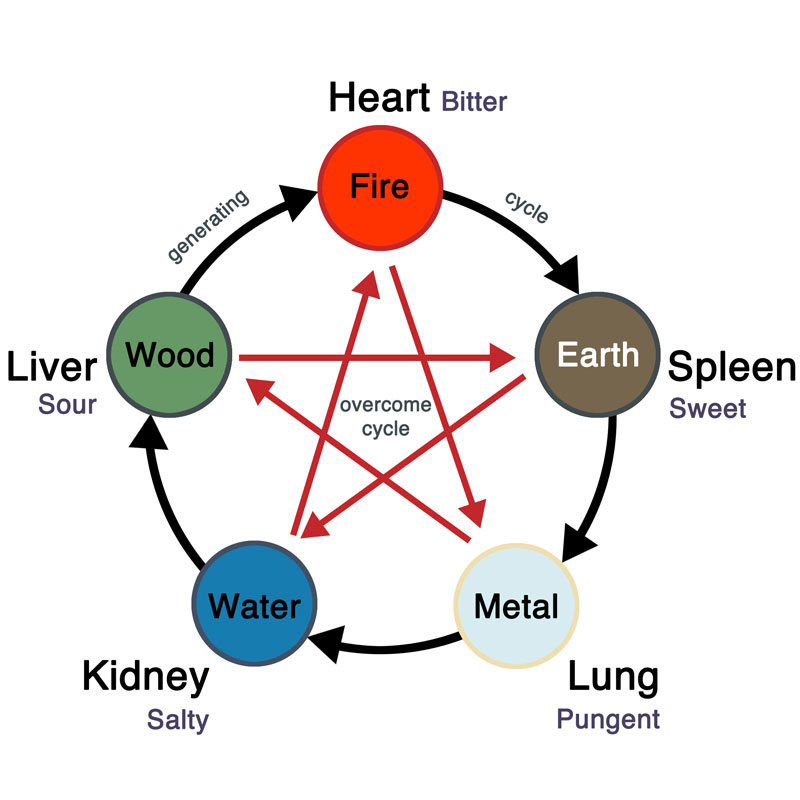 Heart Bitter
Fire
generating
cycle
Wood
Earth
Liver
Sour
Spleen
Sweet
overcome
cycle
Water
Metal
Kidney
Salty
Lung
Pungent